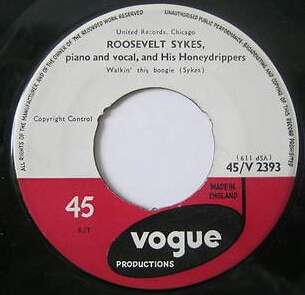 ALL RIGHTS OF THE MANUFACTURER AND OF THE OWNER OF THE RECORDED WORK RESERVED
UNAUTHORISED PUBLIC PERFORMANCE, BROADCASTING AND COPYING OF THIS RECORD PROHIBITED
United Records, Chicago
ROOSEVELT SYKES,
piano and vocal, and His Honeydrippers
Walkin' this boogie (Sykes)
Copyright Control
(119 dSA)
45/V 2393
MADE IN
ENGLAND
45
R/T
vogue
PRODUCTIONS